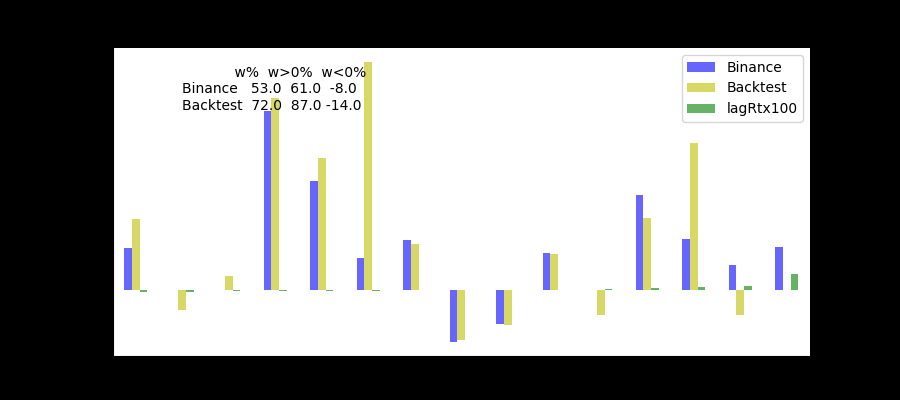 w% w>0% w<0%
Binance 53.0 61.0 -8.0
Backtest 72.0 87.0 -14.0
Binance
Backtest
lagRtx100